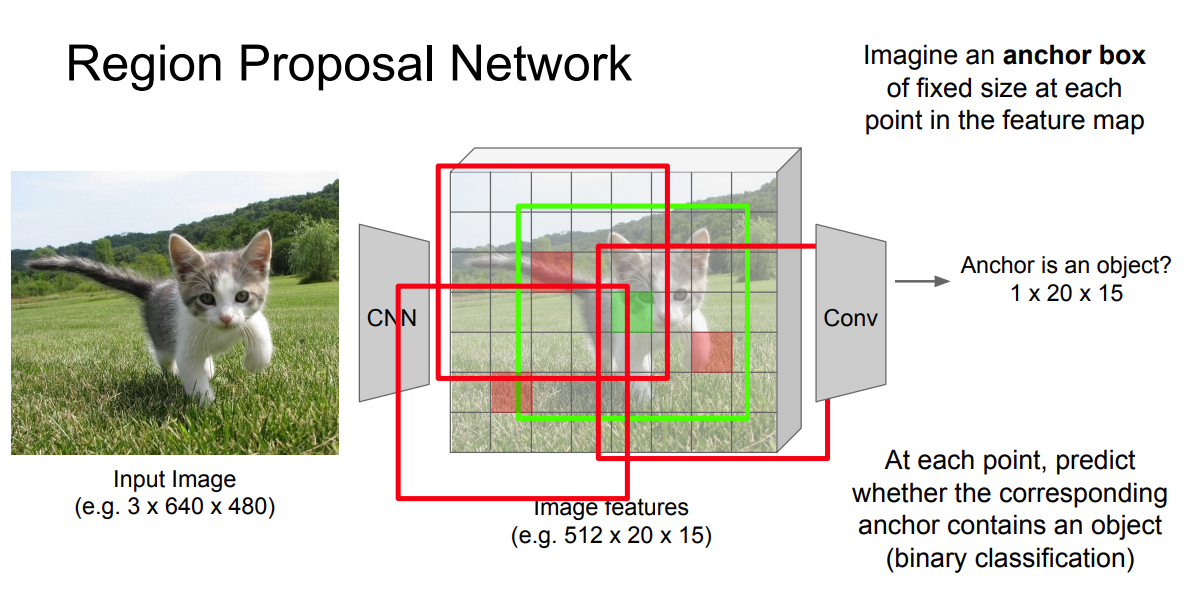 Region Proposal Network
Imagine an anchor box
of fixed size at each
point in the feature map
CNN
Conv
Anchor is an object?
1 x 20 x 15
Input Image
(e.g. 3 x 640 x 480)
Image features
(e.g. 512 x 20 x 15)
At each point, predict
whether the corresponding
anchor contains an object
(binary classification)